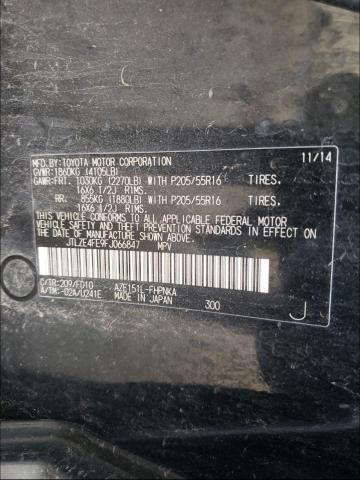 MFD.BY:TOYOTA MOTOR CORPORATION 11/14
GVWR:1860KG (4105LB)
GAWR:FRT. 1030KG (2270LB) WITH P205/55R16 TIRES,
16X6 1/2J RIMS.
RR. 855KG (1880LB) WITH P205/55R16 TIRES,
16X6 1/2J RIMS.
THIS VEHICLE CONFORMS TO ALL APPLICABLE FEDERAL MOTOR
VEHICLE SAFETY, BUMPER, AND THEFT PREVENTION
STANDARDS IN EFFECT ON THE DATE OF MANUFACTURE
SHOWN ABOVE.
JTLZE4FE9FJ066847 MPV
C/TR:209/FD10 AZE151L-FHPNKA
A/TM:-02A/U241E MADE IN JAPAN 300 J